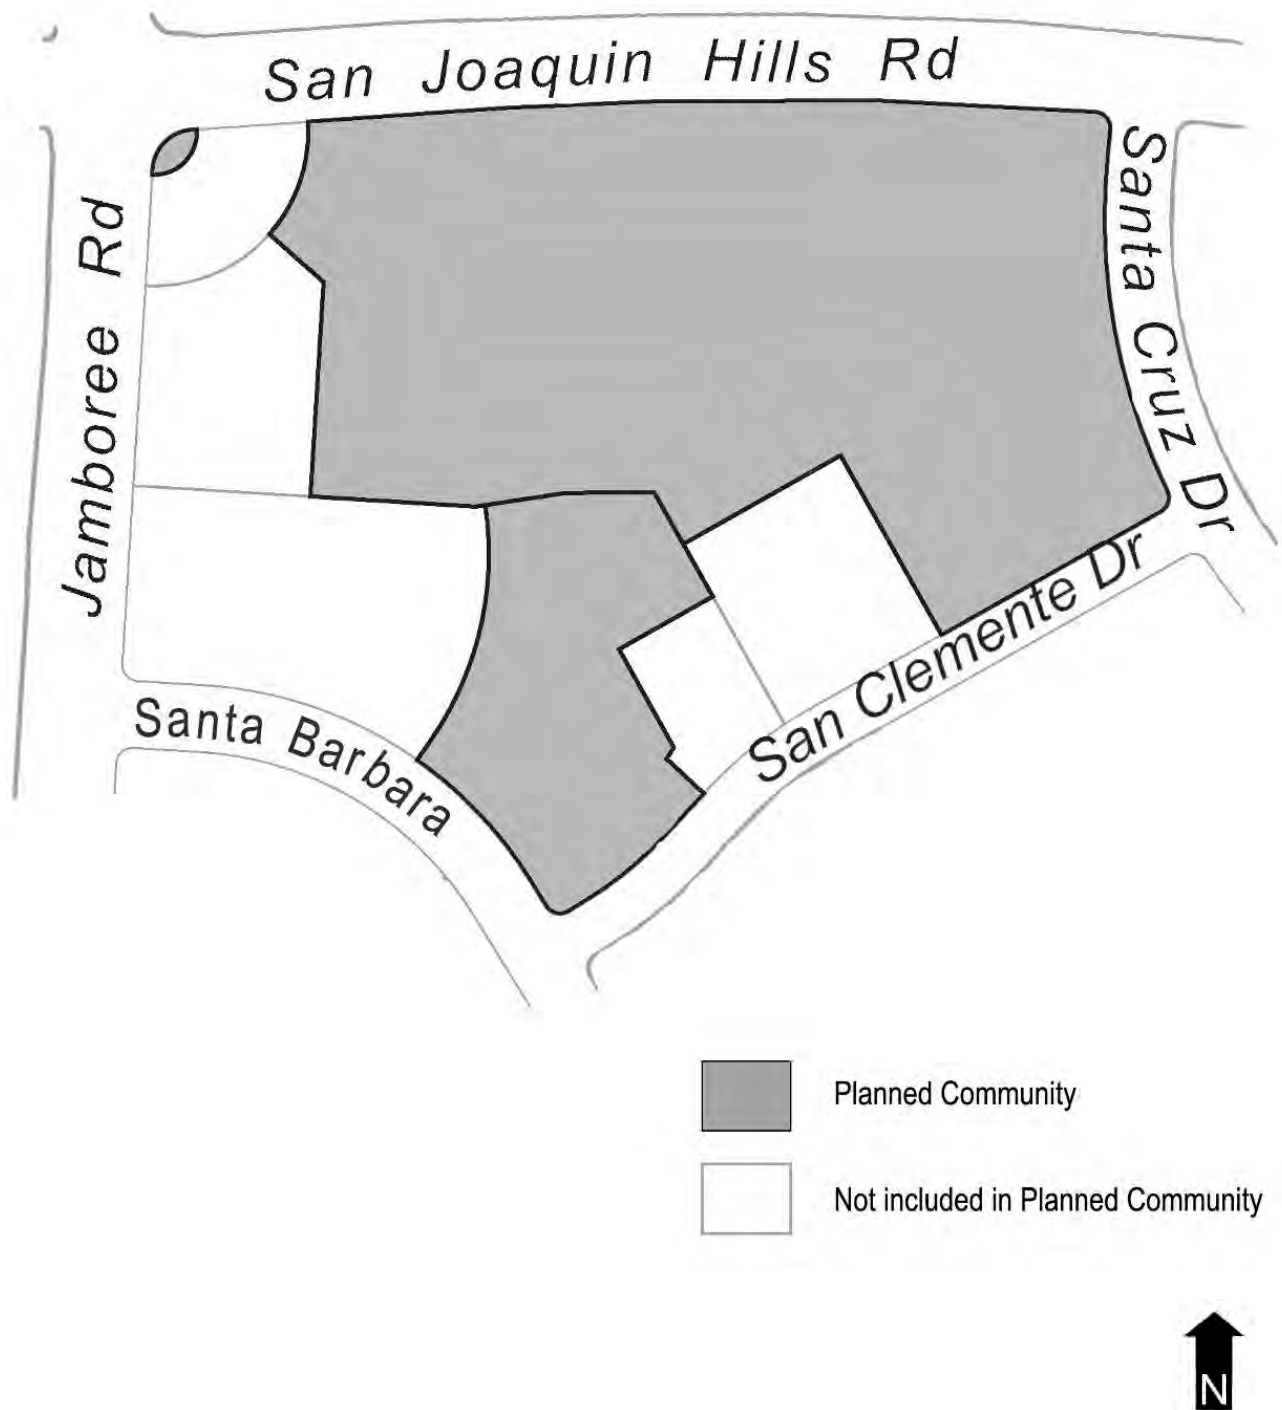 San Joaquin Hills Rd
Santa Cruz Dr
Jamboree Rd
San Clemente Dr
Santa Barbara
Planned Community
Not included in Planned Community
N